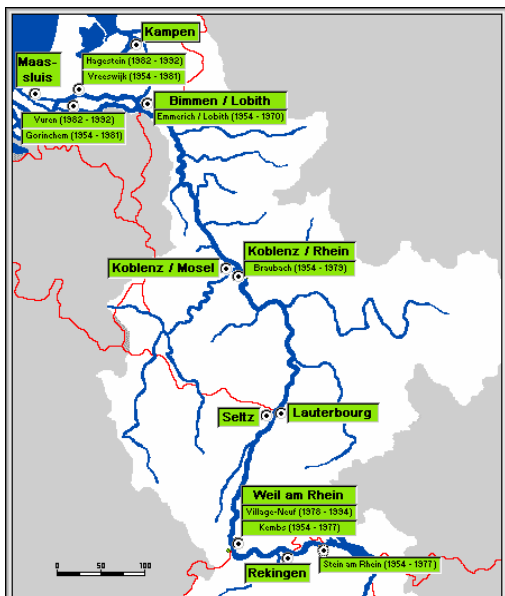 Kampen
Maas-
sluis
Hagestein (1982 - 1992)
Vreeswijk (1954 - 1981)
Bimmen / Lobith
Emmerich / Lobith (1954 - 1970)
Vuren (1982 - 1992)
Gorinchem (1954 - 1981)
Koblenz / Rhein
Braubach (1954 - 1979)
Koblenz / Mosel
Seltz
Lauterbourg
Weil am Rhein
Village-Neuf (1978 - 1994)
Kembs (1954 - 1977)
Rekingen
Stein am Rhein (1954 - 1977)
0 50 100